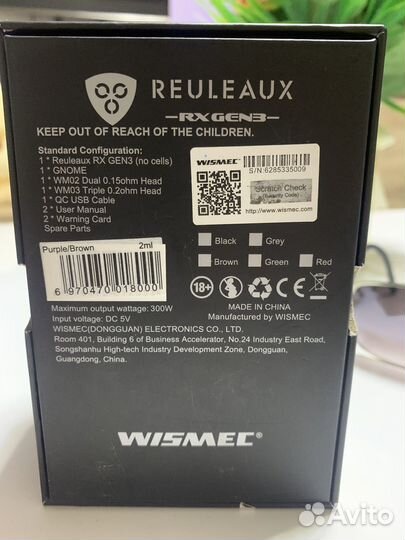 REULEAUX
RX GEN3
KEEP OUT OF REACH OF THE CHILDREN.
Standard Configuration:
1 * Reuleaux RX GEN3 (no cells)
1 * GNOME
1 * WM02 Dual 0.15ohm Head
1 * WM03 Triple 0.2ohm Head
1 * QC USB Cable
2 * User Manual
2 * Warning Card
Spare Parts
WISMEC®
S/N:6285335009
Scratch Check
(Security Code)
http://www.wismec.com
Purple/Brown 2ml
6 970470 018000
Black Grey
Brown Green Red
18+
CE
MADE IN CHINA
Manufactured by WISMEC
Maximum output wattage: 300W
Input voltage: DC 5V
WISMEC(DONGGUAN) ELECTRONICS CO., LTD.
Room 401, Building 6 of Business Accelerator, No.24 Industry East Road,
Songshanhu High-tech Industry Development Zone, Dongguan,
Guangdong, China.
WISMEC®
Avito